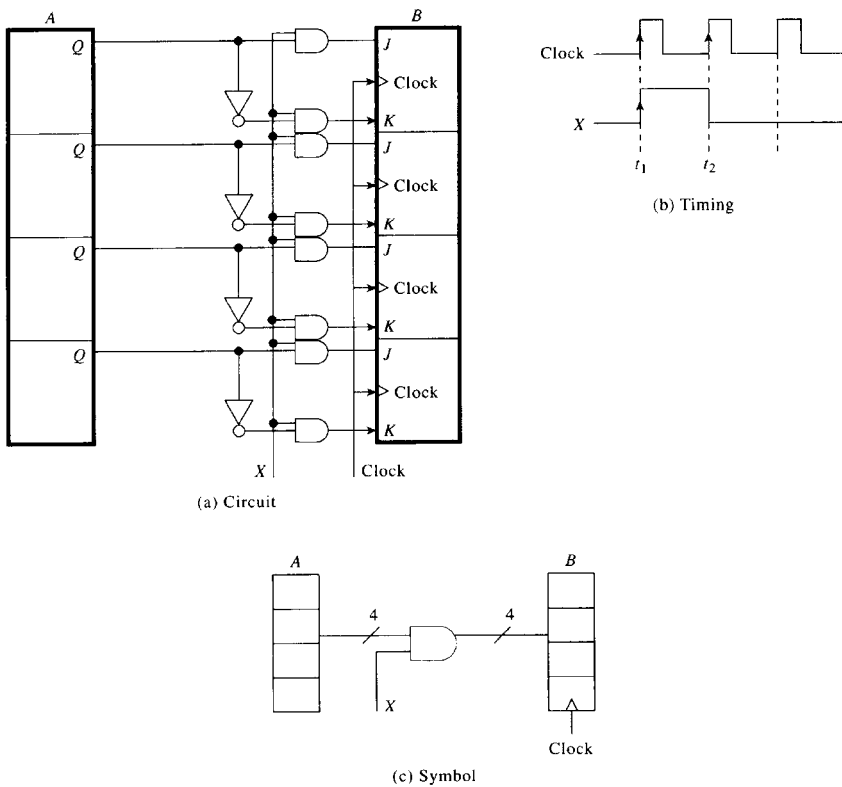 A
B
Q
J
Clock
K
Q
J
Clock
K
Q
J
Clock
K
Q
J
Clock
K
X
Clock
(a) Circuit
Clock
X
t₁
t₂
(b) Timing
A
B
4
4
X
Clock
(c) Symbol